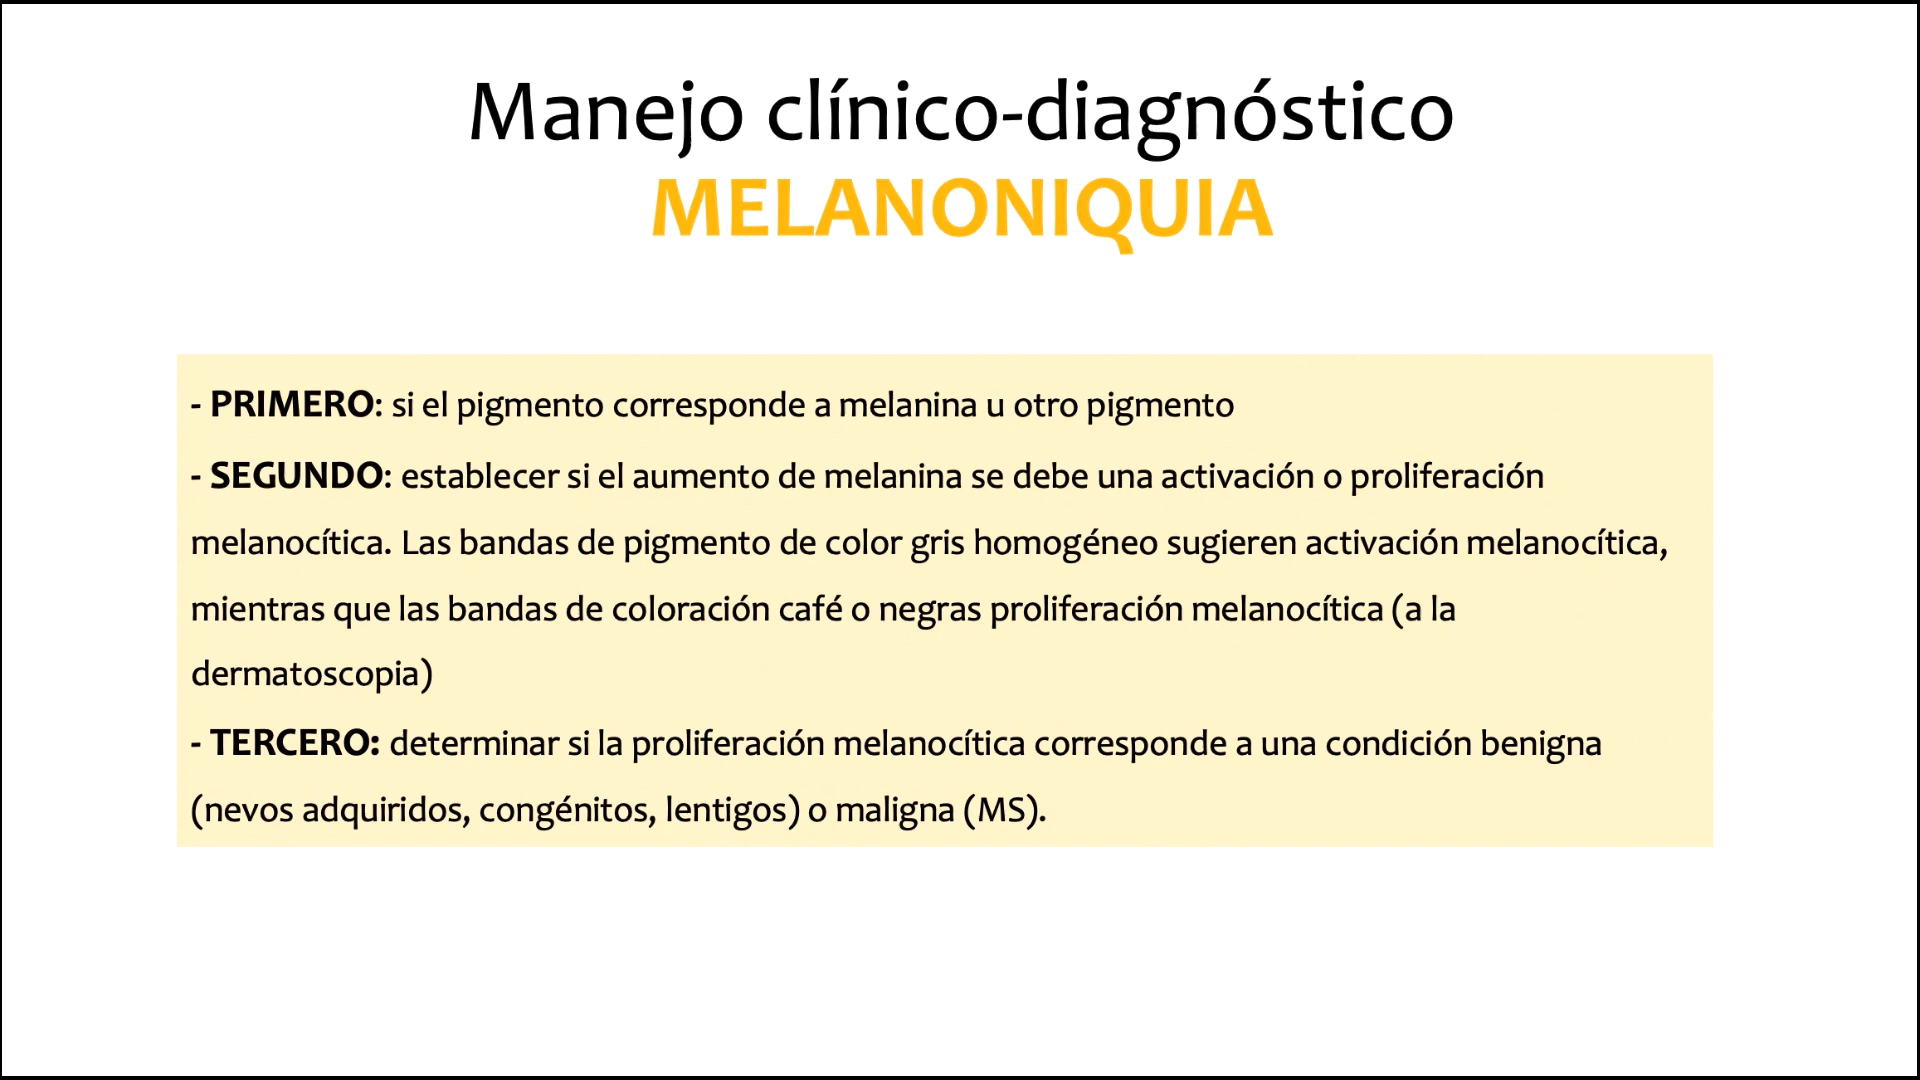 Manejo clínico-diagnóstico
MELANONIQUIA
- PRIMERO: si el pigmento corresponde a melanina u otro pigmento
- SEGUNDO: establecer si el aumento de melanina se debe una activación o proliferación
melanocítica. Las bandas de pigmento de color gris homogéneo sugieren activación melanocítica,
mientras que las bandas de coloración café o negras proliferación melanocítica (a la
dermatoscopia)
- TERCERO: determinar si la proliferación melanocítica corresponde a una condición benigna
(nevos adquiridos, congénitos, lentigos) o maligna (MS).